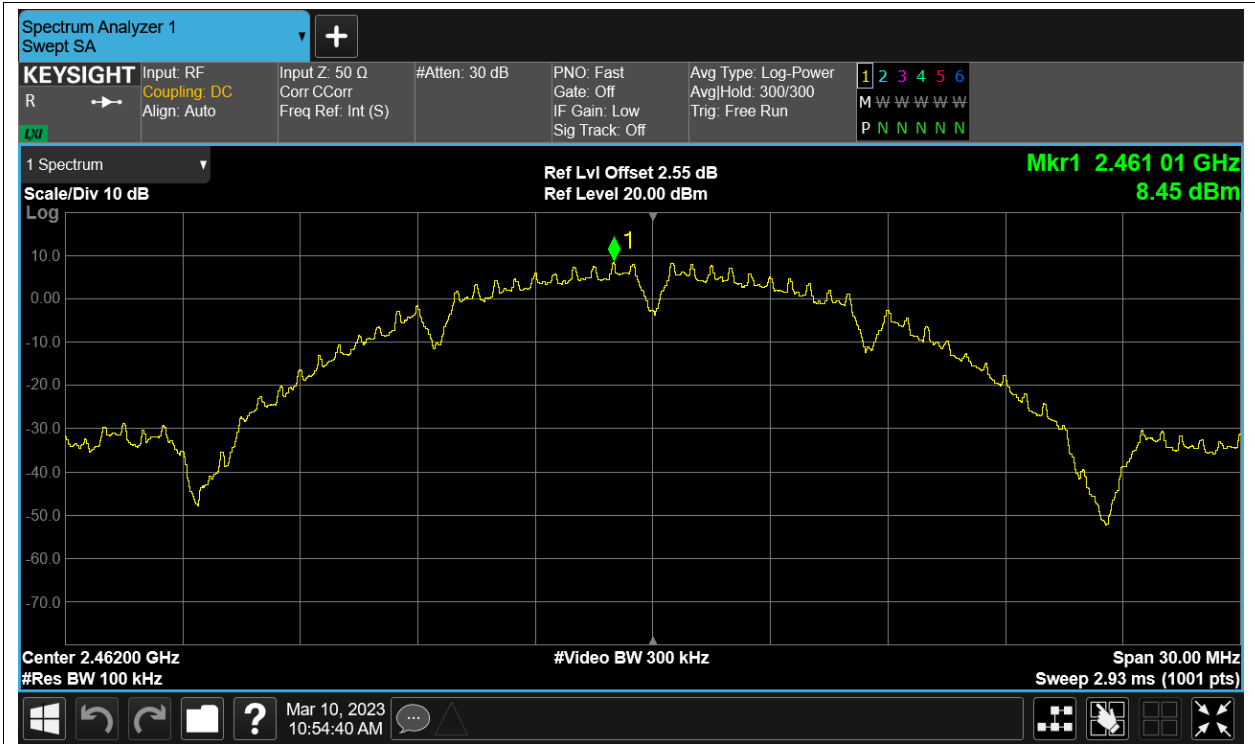 Spectrum Analyzer 1
Swept SA
KEYSIGHT
R
LXI
Input: RF
Coupling: DC
Align: Auto
Input Z: 50 Ω
Corr CCorr
Freq Ref: Int (S)
#Atten: 30 dB
PNO: Fast
Gate: Off
IF Gain: Low
Sig Track: Off
Avg Type: Log-Power
Avg|Hold: 300/300
Trig: Free Run
1 2 3 4 5 6
M W W W W W
P N N N N N
1 Spectrum
Scale/Div 10 dB
Log
Ref Lvl Offset 2.55 dB
Ref Level 20.00 dBm
Mkr1 2.461 01 GHz
8.45 dBm
1
10.0
0.00
-10.0
-20.0
-30.0
-40.0
-50.0
-60.0
-70.0
Center 2.46200 GHz
#Video BW 300 kHz
Span 30.00 MHz
#Res BW 100 kHz
Sweep 2.93 ms (1001 pts)
?
Mar 10, 2023
10:54:40 AM